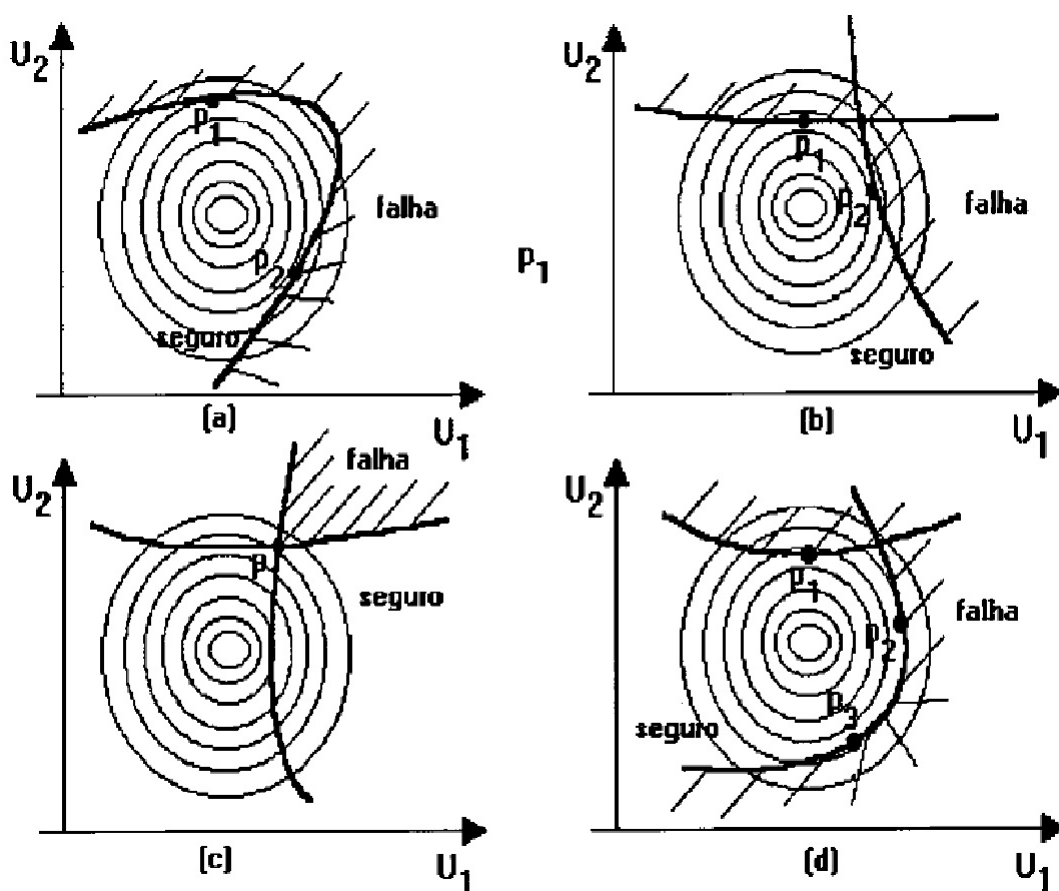 U2
p1
falha
p2
seguro
(a)
U1
U2
p1
p2
falha
p1
seguro
(b)
U1
U2
falha
p
seguro
(c)
U1
U2
p1
falha
p2
p3
seguro
(d)
U1